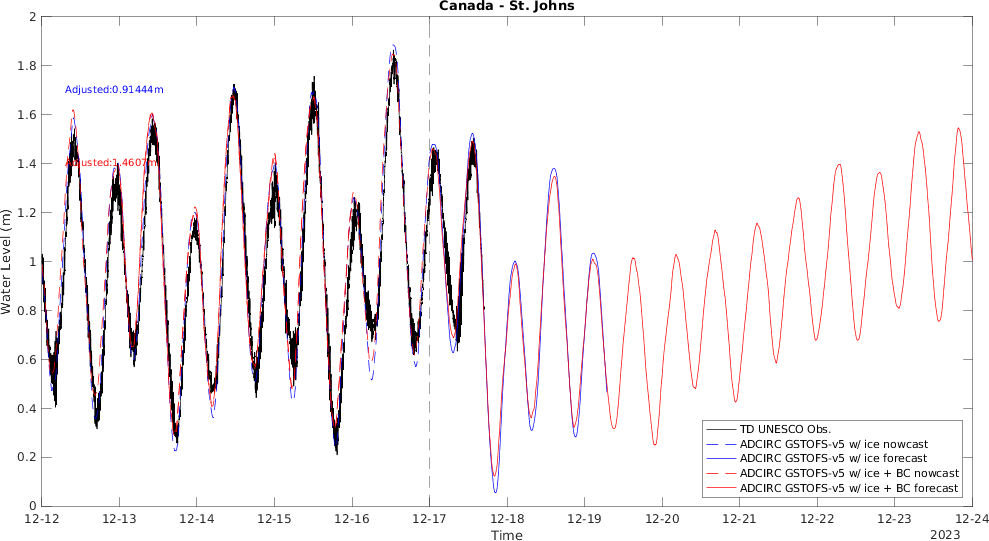 Canada - St. Johns
Water Level (m)
2
1.8
1.6
1.4
1.2
1
0.8
0.6
0.4
0.2
0
Adjusted:0.91444m
Adjusted:1.4607m
TD UNESCO Obs.
ADCIRC GSTOFS-v5 w/ ice nowcast
ADCIRC GSTOFS-v5 w/ ice forecast
ADCIRC GSTOFS-v5 w/ ice + BC nowcast
ADCIRC GSTOFS-v5 w/ ice + BC forecast
12-12 12-13 12-14 12-15 12-16 12-17 12-18 12-19 12-20 12-21 12-22 12-23 12-24
Time
2023